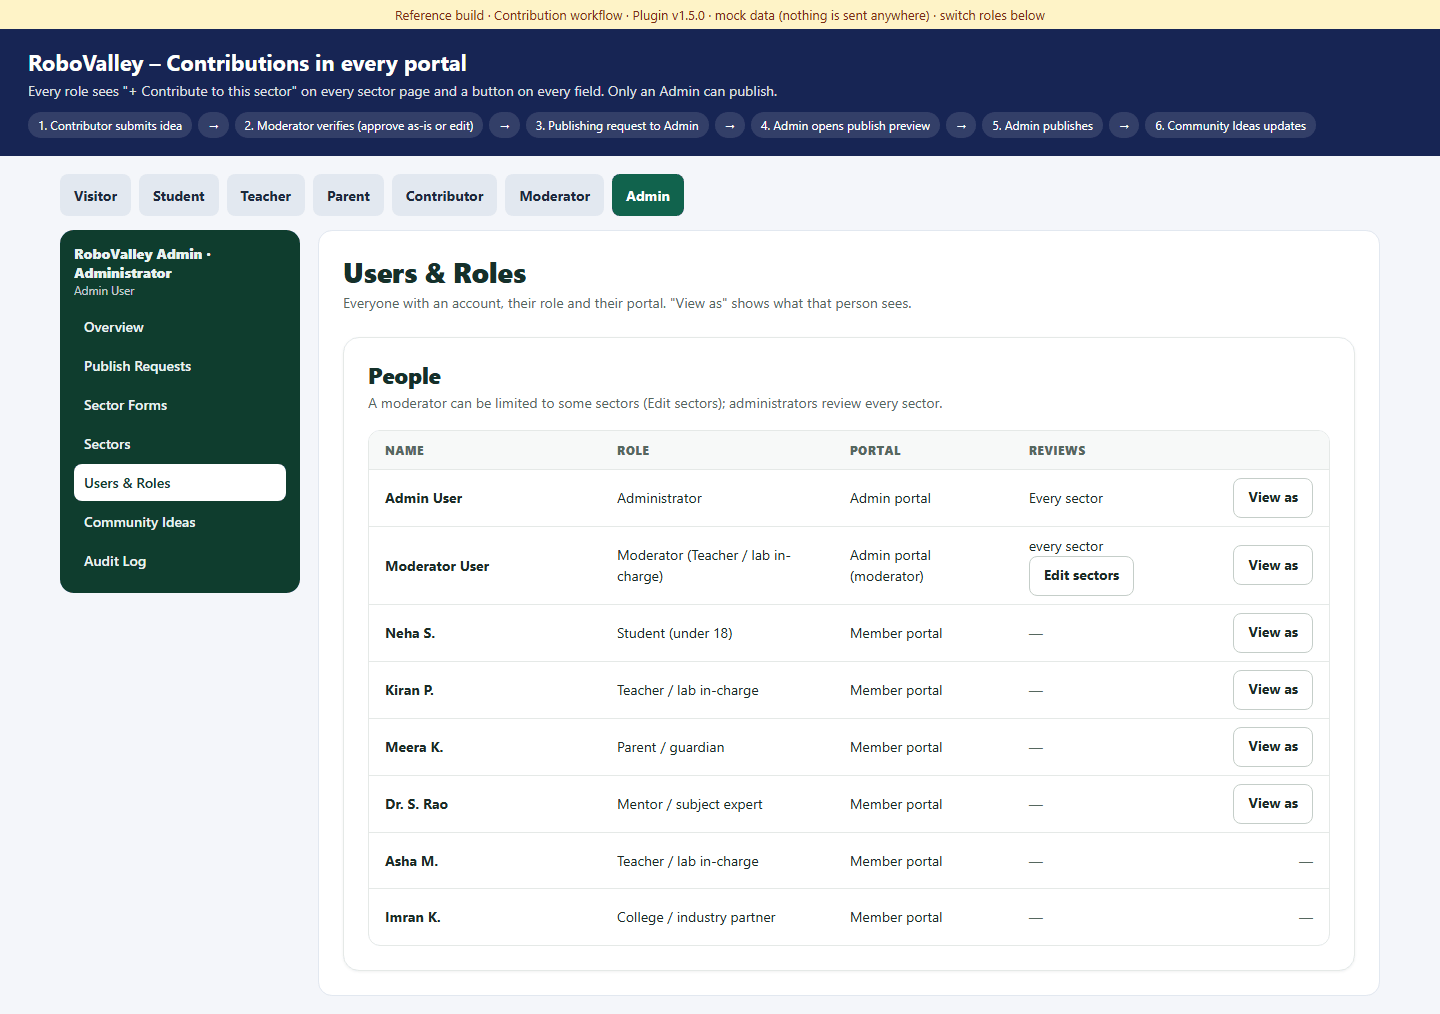 Reference build · Contribution workflow · Plugin v1.5.0 · mock data (nothing is sent anywhere) · switch roles below
RoboValley – Contributions in every portal
Every role sees "+ Contribute to this sector" on every sector page and a button on every field. Only an Admin can publish.
1. Contributor submits idea → 2. Moderator verifies (approve as-is or edit) → 3. Publishing request to Admin → 4. Admin opens publish preview → 5. Admin publishes → 6. Community Ideas updates
Visitor Student Teacher Parent Contributor Moderator Admin
RoboValley Admin ·
Administrator
Admin User
Overview
Publish Requests
Sector Forms
Sectors
Users & Roles
Community Ideas
Audit Log
Users & Roles
Everyone with an account, their role and their portal. "View as" shows what that person sees.
People
A moderator can be limited to some sectors (Edit sectors); administrators review every sector.
NAME ROLE PORTAL REVIEWS
Admin User Administrator Admin portal Every sector View as
Moderator User Moderator (Teacher / lab in-
charge) Admin portal
(moderator) every sector
Edit sectors View as
Neha S. Student (under 18) Member portal — View as
Kiran P. Teacher / lab in-charge Member portal — View as
Meera K. Parent / guardian Member portal — View as
Dr. S. Rao Mentor / subject expert Member portal — View as
Asha M. Teacher / lab in-charge Member portal — —
Imran K. College / industry partner Member portal — —